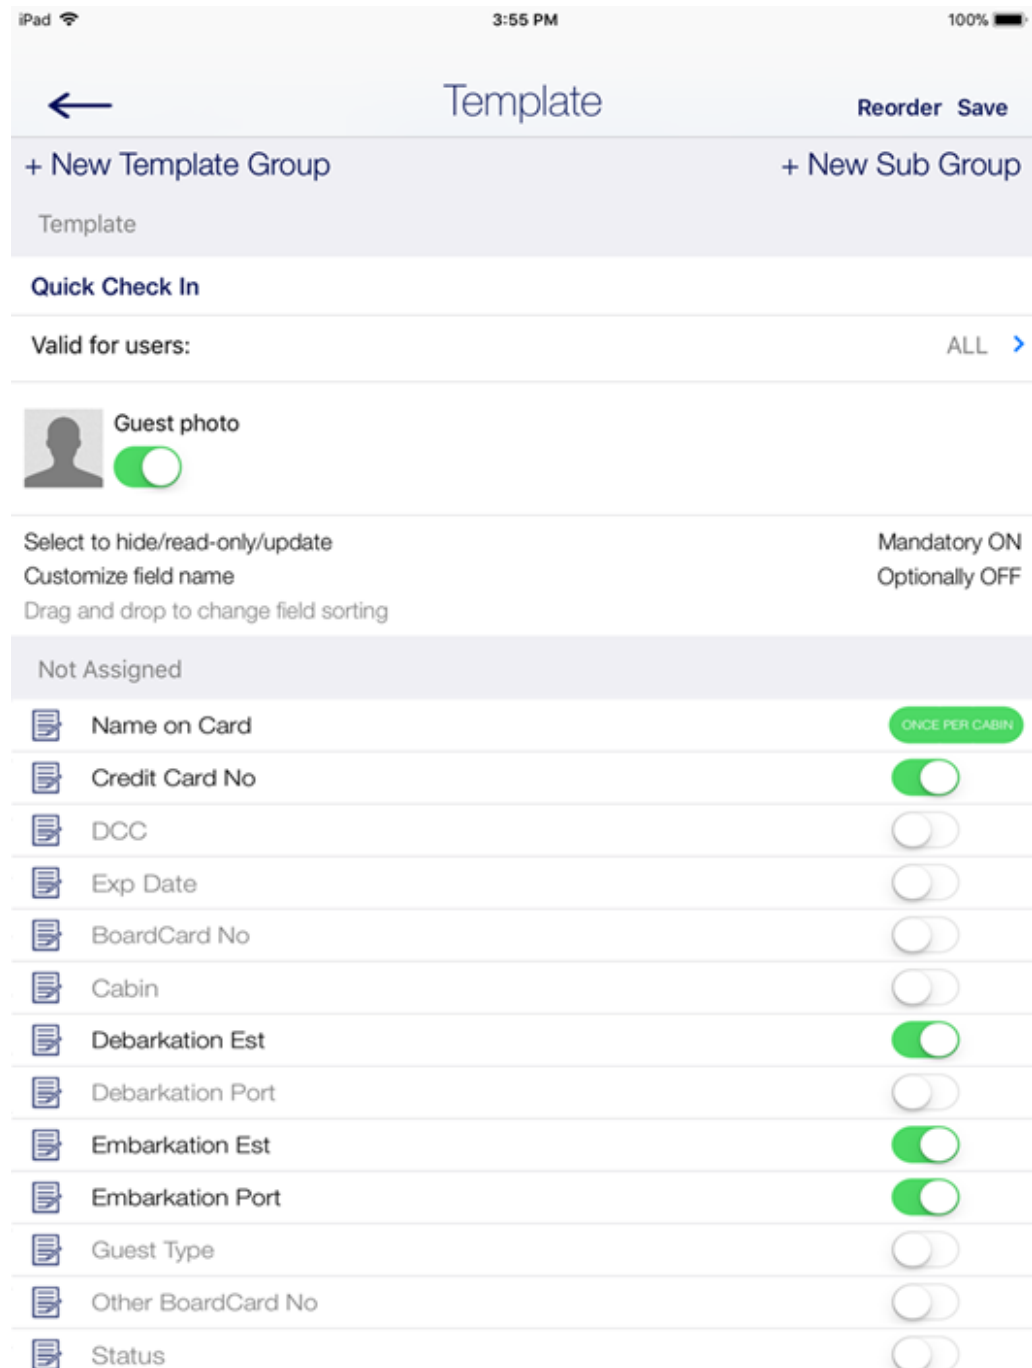 iPad 3:55 PM 100%
Template Reorder Save
+ New Template Group + New Sub Group
Template
Quick Check In
Valid for users: ALL
Guest photo
Select to hide/read-only/update Mandatory ON
Customize field name Optionally OFF
Drag and drop to change field sorting
Not Assigned
Name on Card ONCE PER CABIN
Credit Card No
DCC
Exp Date
BoardCard No
Cabin
Debarkation Est
Debarkation Port
Embarkation Est
Embarkation Port
Guest Type
Other BoardCard No
Status